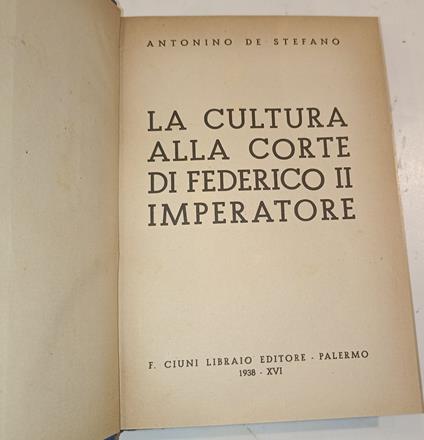 ANTONINO DE STEFANO
LA CULTURA
ALLA CORTE
DI FEDERICO II
IMPERATORE
F. CIUNI LIBRAIO EDITORE - PALERMO
1938 - XVI